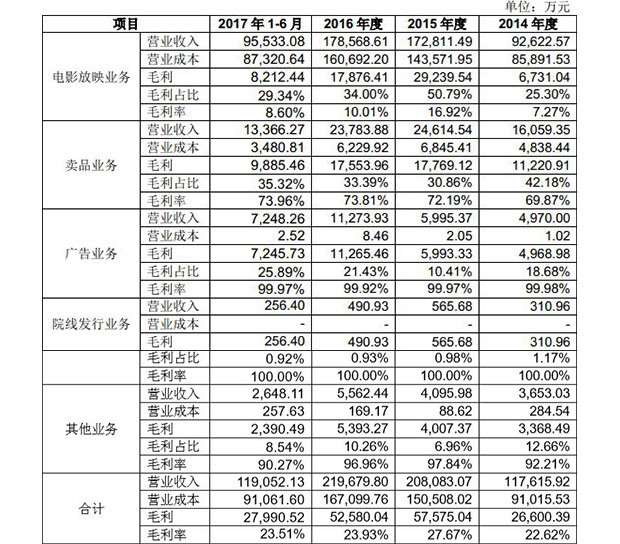 单位：万元
项目 2017 年 1-6 月 2016 年度 2015 年度 2014 年度
营业收入 95,533.08 178,568.61 172,811.49 92,622.57
营业成本 87,320.64 160,692.20 143,571.95 85,891.53
电影放映业务 毛利 8,212.44 17,876.41 29,239.54 6,731.04
毛利占比 29.34% 34.00% 50.79% 25.30%
毛利率 8.60% 10.01% 16.92% 7.27%
营业收入 13,366.27 23,783.88 24,614.54 16,059.35
营业成本 3,480.81 6,229.92 6,845.41 4,838.44
卖品业务 毛利 9,885.46 17,553.96 17,769.12 11,220.91
毛利占比 35.32% 33.39% 30.86% 42.18%
毛利率 73.96% 73.81% 72.19% 69.87%
营业收入 7,248.26 11,273.93 5,995.37 4,970.00
营业成本 2.52 8.46 2.05 1.02
广告业务 毛利 7,245.73 11,265.46 5,993.33 4,968.98
毛利占比 25.89% 21.43% 10.41% 18.68%
毛利率 99.97% 99.92% 99.97% 99.98%
营业收入 256.40 490.93 565.68 310.96
院线发行业务 营业成本 - - - -
毛利 256.40 490.93 565.68 310.96
毛利占比 0.92% 0.93% 0.98% 1.17%
毛利率 100.00% 100.00% 100.00% 100.00%
营业收入 2,648.11 5,562.44 4,095.98 3,653.03
营业成本 257.63 169.17 88.62 284.54
其他业务 毛利 2,390.49 5,393.27 4,007.37 3,368.49
毛利占比 8.54% 10.26% 6.96% 12.66%
毛利率 90.27% 96.96% 97.84% 92.21%
营业收入 119,052.13 219,679.80 208,083.07 117,615.92
营业成本 91,061.60 167,099.76 150,508.02 91,015.53
合计 毛利 27,990.52 52,580.04 57,575.04 26,600.39
毛利率 23.51% 23.93% 27.67% 22.62%